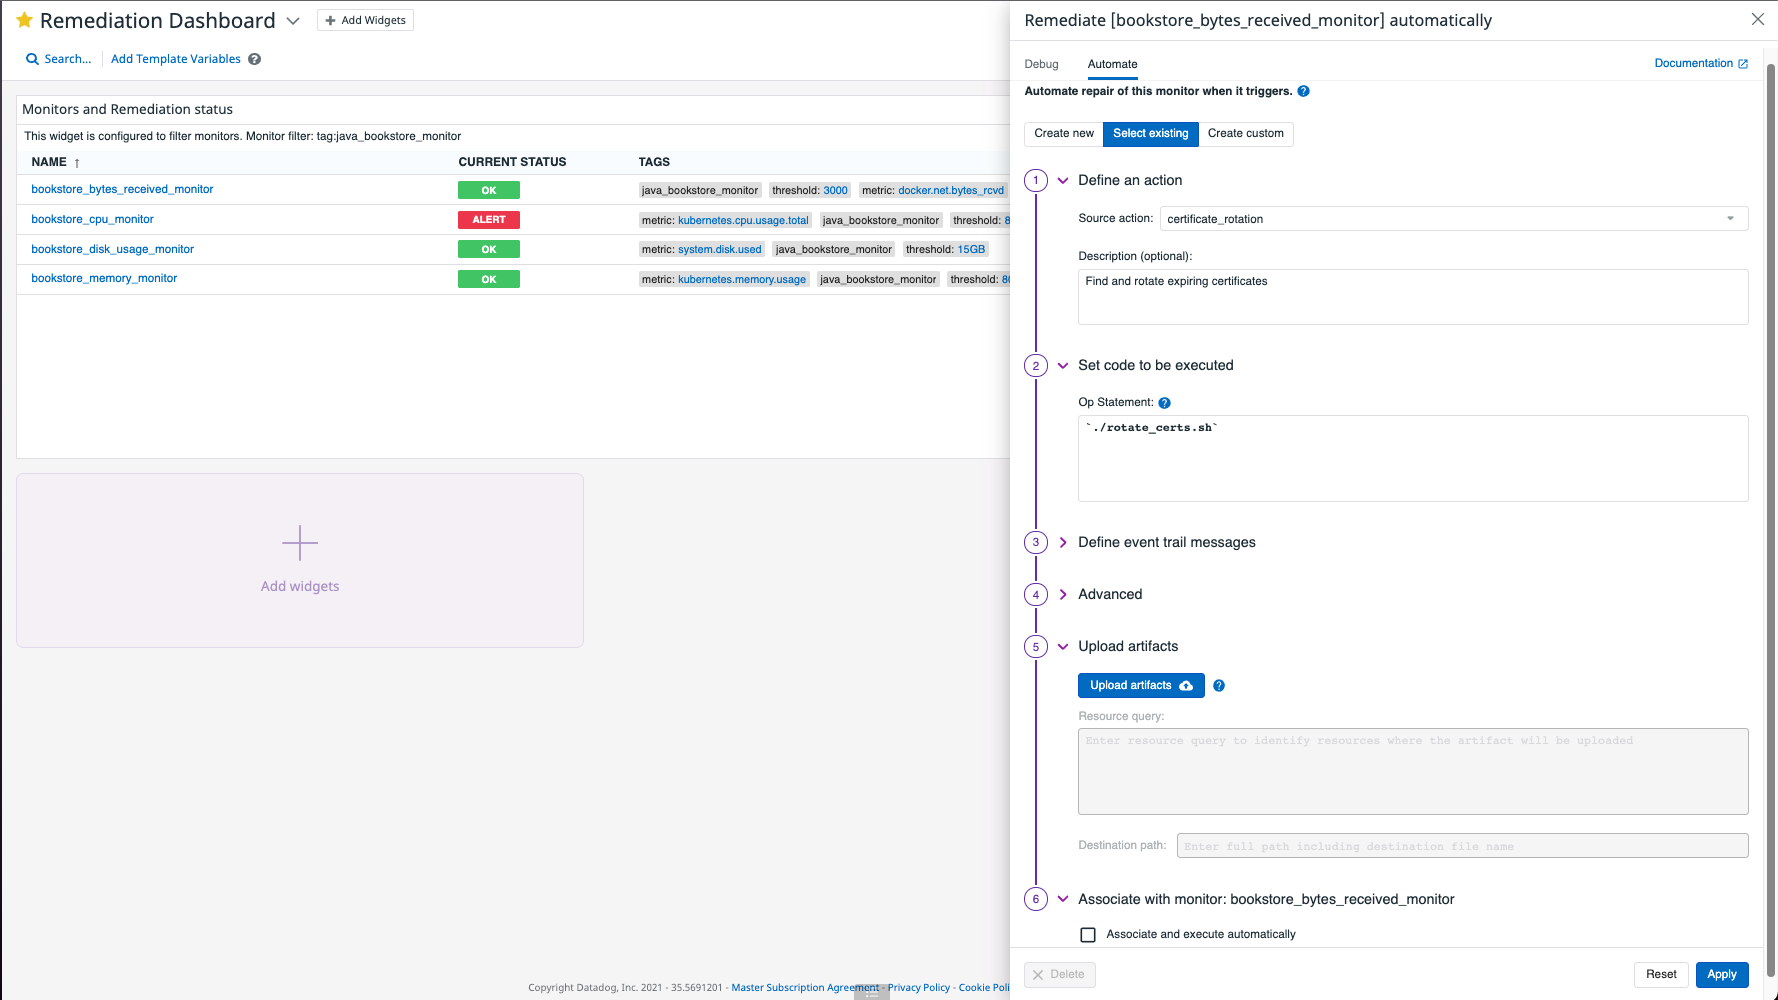 Remediation Dashboard
+ Add Widgets
Search...
Add Template Variables
Monitors and Remediation status
This widget is configured to filter monitors. Monitor filter: tag:java_bookstore_monitor
NAME ↑ CURRENT STATUS TAGS
bookstore_bytes_received_monitor OK java_bookstore_monitor threshold: 3000 metric: docker.net.bytes_rcvd
bookstore_cpu_monitor ALERT metric: kubernetes.cpu.usage.total java_bookstore_monitor threshold: 8
bookstore_disk_usage_monitor OK metric: system.disk.used java_bookstore_monitor threshold: 15GB
bookstore_memory_monitor OK metric: kubernetes.memory.usage java_bookstore_monitor threshold: 80
Add widgets
Copyright Datadog, Inc. 2021 - 35.5691201 - Master Subscription Agreement - Privacy Policy - Cookie Poli
Remediate [bookstore_bytes_received_monitor] automatically
Debug Automate Documentation
Automate repair of this monitor when it triggers. ?
Create new Select existing Create custom
1 Define an action
Source action: certificate_rotation
Description (optional):
Find and rotate expiring certificates
2 Set code to be executed
Op Statement: ?
`./rotate_certs.sh`
3 Define event trail messages
4 Advanced
5 Upload artifacts
Upload artifacts ?
Resource query:
Enter resource query to identify resources where the artifact will be uploaded
Destination path: Enter full path including destination file name
6 Associate with monitor: bookstore_bytes_received_monitor
Associate and execute automatically
Delete Reset Apply